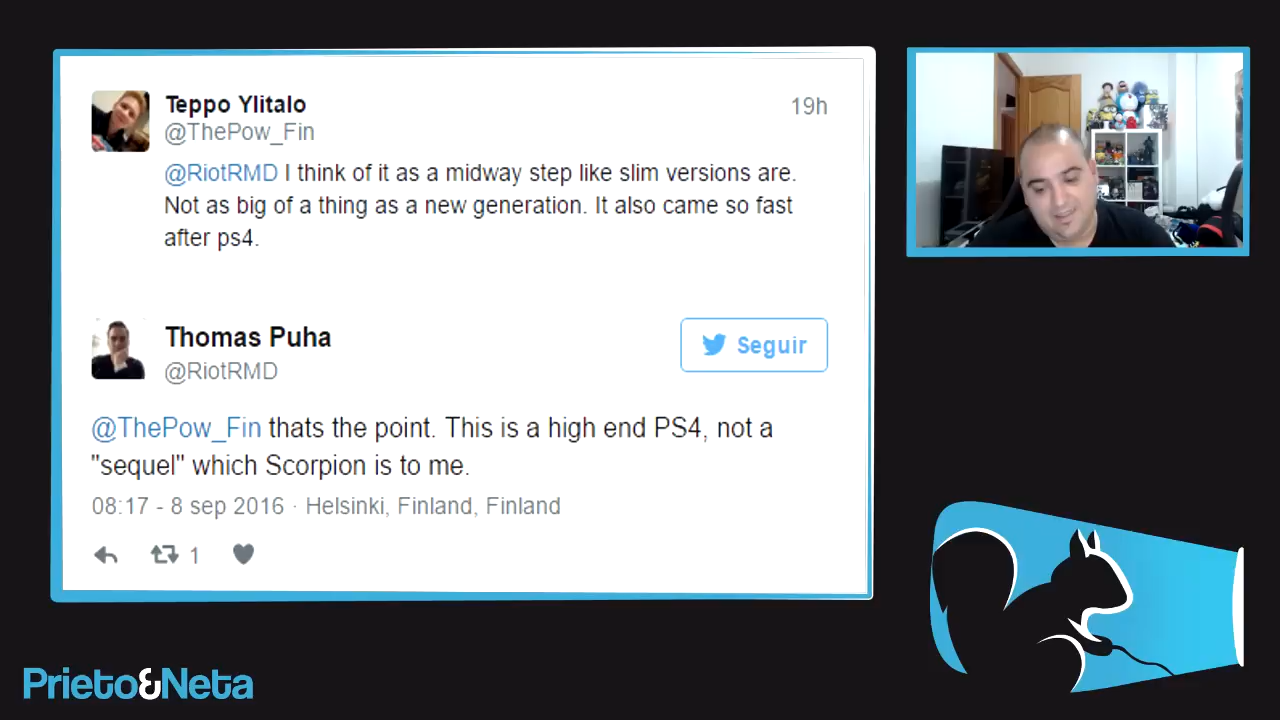 Teppo Ylitalo
19h
@ThePow_Fin
@RiotRMD I think of it as a midway step like slim versions are.
Not as big of a thing as a new generation. It also came so fast
after ps4.
Thomas Puha
Seguir
@RiotRMD
@ThePow_Fin thats the point. This is a high end PS4, not a
"sequel" which Scorpion is to me.
08:17 - 8 sep 2016 · Helsinki, Finland, Finland
1
Prieto&Neta